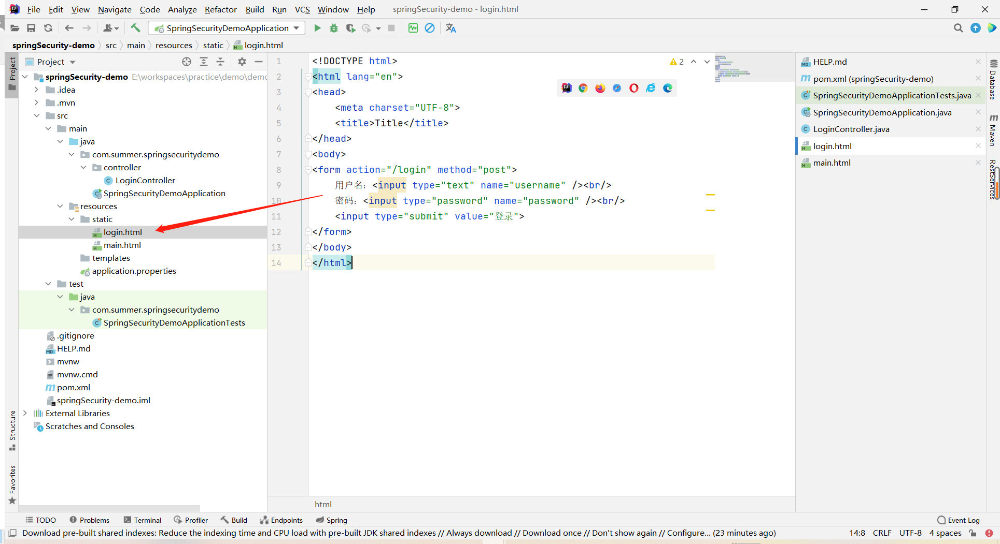 File Edit View Navigate Code Analyze Refactor Build Run VCS Window Help springSecurity-demo - login.html
SpringSecurityDemoApplication
springSecurity-demo src main resources static login.html
Project
Project
springSecurity-demo E:\workspaces\practice\demo\demo
.idea
.mvn
src
main
java
com.summer.springsecuritydemo
controller
LoginController
SpringSecurityDemoApplication
resources
static
login.html
main.html
templates
application.properties
test
java
com.summer.springsecuritydemo
SpringSecurityDemoApplicationTests
.gitignore
HELP.md
mvnw
mvnw.cmd
pom.xml
springSecurity-demo.iml
External Libraries
Scratches and Consoles
Structure
Favorites
1 <!DOCTYPE html>
2 <html lang="en">
3 <head>
4 <meta charset="UTF-8">
5 <title>Title</title>
6 </head>
7 <body>
8 <form action="/login" method="post">
9 用户名：<input type="text" name="username" /><br/>
10 密码：<input type="password" name="password" /><br/>
11 <input type="submit" value="登录">
12 </form>
13 </body>
14 </html>
2
html
HELP.md
pom.xml (springSecurity-demo)
SpringSecurityDemoApplicationTests.java
SpringSecurityDemoApplication.java
LoginController.java
login.html
main.html
Database
Maven
RestServices
TODO Problems Terminal Profiler Build Endpoints Spring Event Log
Download pre-built shared indexes: Reduce the indexing time and CPU load with pre-built JDK shared indexes // Always download // Download once // Don't show again // Configure... (23 minutes ago) 14:8 CRLF UTF-8 4 spaces